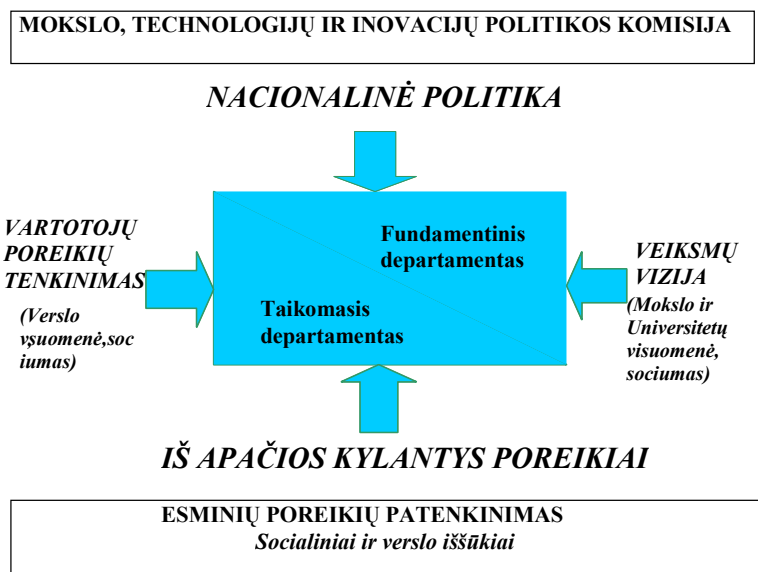 MOKSLO, TECHNOLOGIJŲ IR INOVACIJŲ POLITIKOS KOMISIJA
NACIONALINĖ POLITIKA
VARTOTOJŲ
POREIKIŲ
TENKINIMAS
(Verslo
vşuomenė,soc
iumas)
Fundamentinis
departamentas
Taikomasis
departamentas
VEIKSMŲ
VIZIJA
(Mokslo ir
Universitetų
visuomenė,
sociumas)
IŠ APAČIOS KYLANTYS POREIKIAI
ESMINIŲ POREIKIŲ PATENKINIMAS
Socialiniai ir verslo iššūkiai